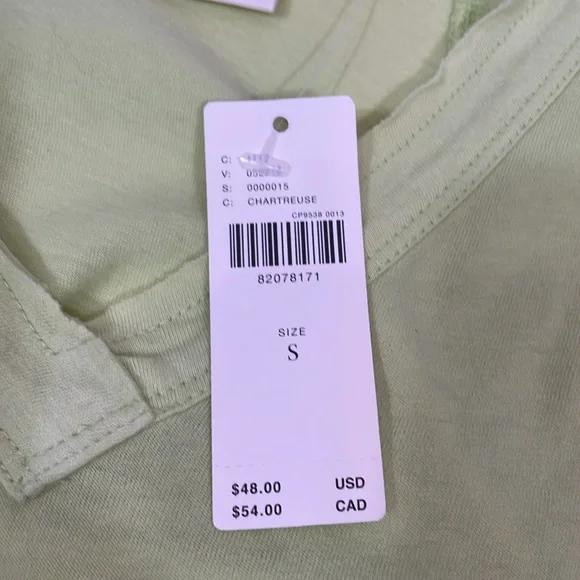 C:
V:
S: 0000015
C: CHARTREUSE
CP9538 0013
82078171
SIZE
S
$48.00 USD
$54.00 CAD